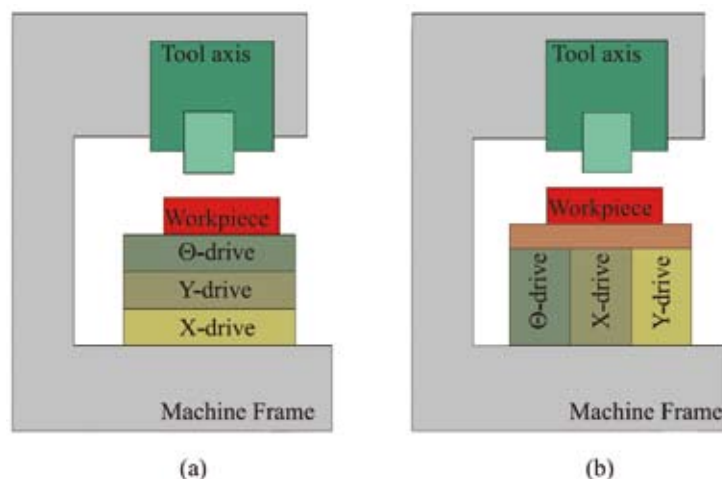 Tool axis
Workpiece
Θ-drive
Y-drive
X-drive
Machine Frame
(a)
Tool axis
Workpiece
Θ-drive
X-drive
Y-drive
Machine Frame
(b)